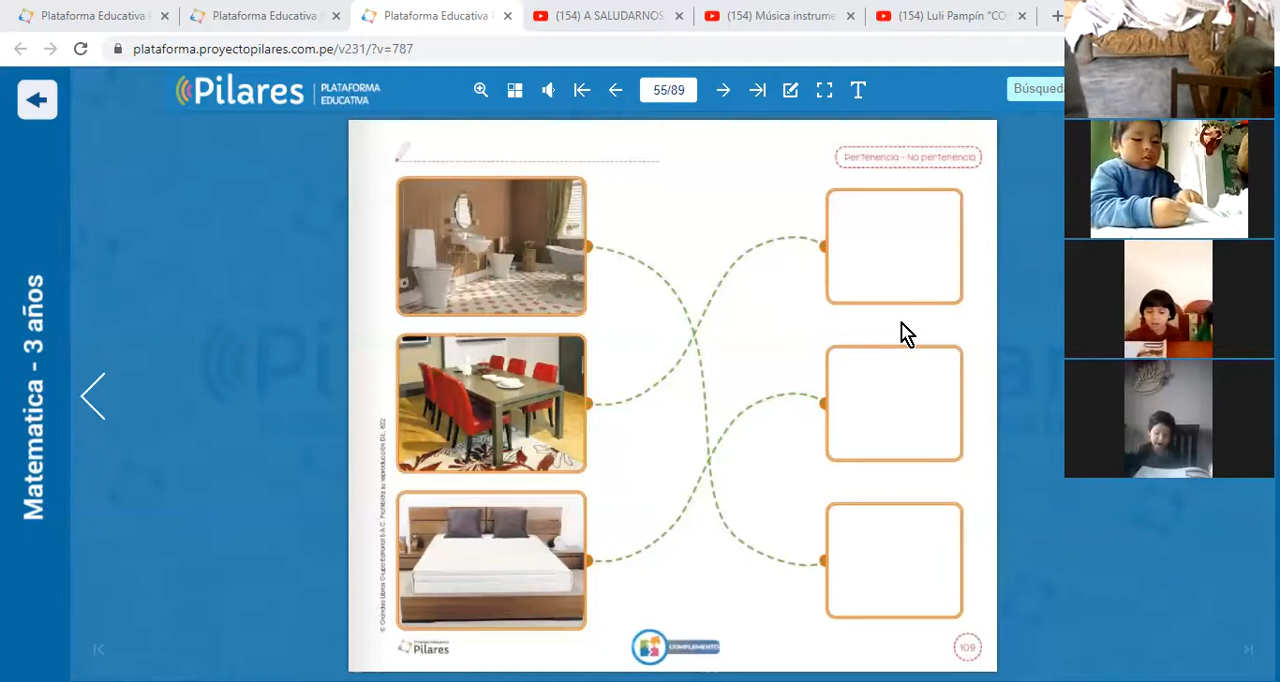 Plataforma Educativa P
Plataforma Educativa
Plataforma Educativa P
(154) A SALUDARNOS
(154) Música instrume
(154) Luli Pampín "CO
plataforma.proyectopilares.com.pe/v231/?v=787
Pilares
PLATAFORMA
EDUCATIVA
55/89
T
Búsqued
Matematica - 3 años
Pertenencia - No pertenencia
Pilares
COMPLEMENTO
109